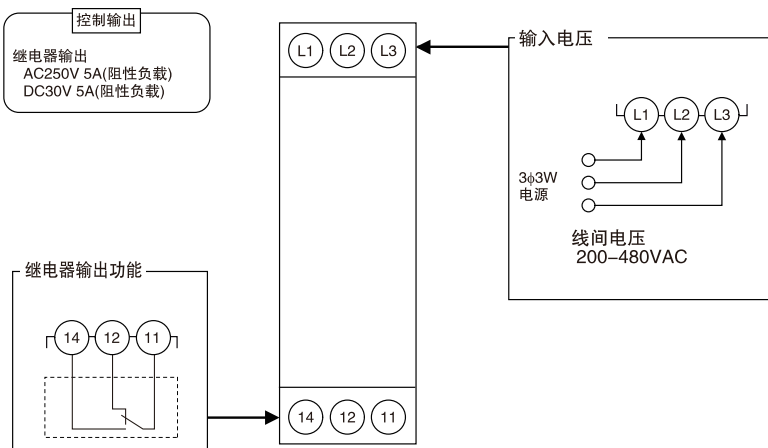 控制输出
继电器输出
AC250V 5A(阻性负载)
DC30V 5A(阻性负载)
L1 L2 L3
输入电压
L1 L2 L3
3ϕ3W
电源
线间电压
200–480VAC
继电器输出功能
14 12 11
14 12 11